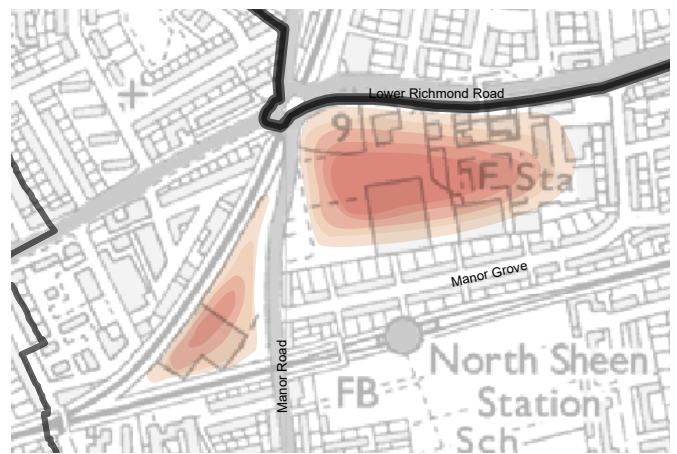 Lower Richmond Road
9
F Sta
Manor Grove
Manor Road
North Sheen
Station
FB
Sch